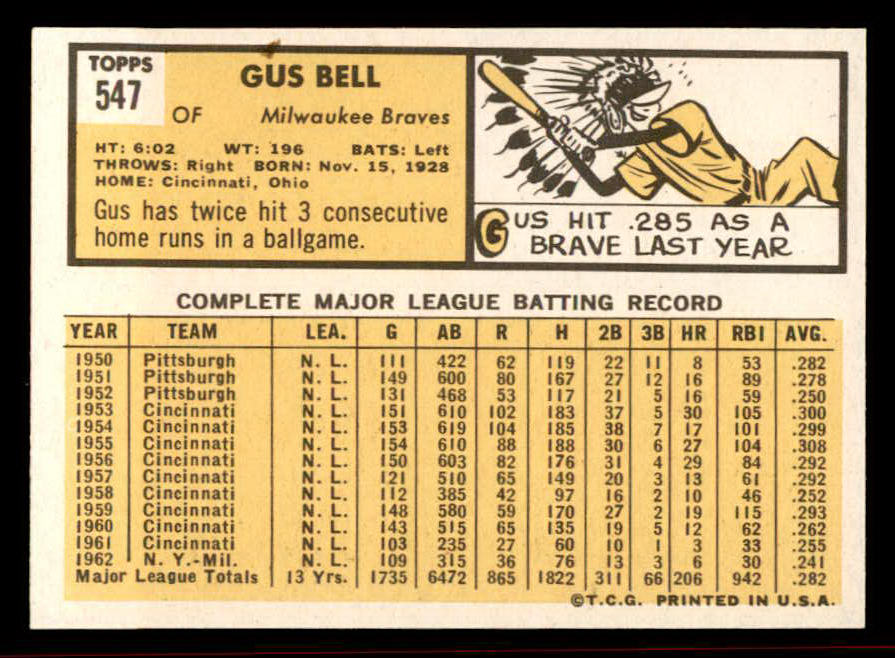 TOPPS
547
GUS BELL
OF Milwaukee Braves
HT: 6:02 WT: 196 BATS: Left
THROWS: Right BORN: Nov. 15, 1928
HOME: Cincinnati, Ohio
Gus has twice hit 3 consecutive
home runs in a ballgame.
GUS HIT .285 AS A
BRAVE LAST YEAR
COMPLETE MAJOR LEAGUE BATTING RECORD
YEAR TEAM LEA. G AB R H 2B 3B HR RBI AVG.
1950 Pittsburgh N. L. 111 422 62 119 22 11 8 53 .282
1951 Pittsburgh N. L. 149 600 80 167 27 12 16 89 .278
1952 Pittsburgh N. L. 131 468 53 117 21 5 16 59 .250
1953 Cincinnati N. L. 151 610 102 183 37 5 30 105 .300
1954 Cincinnati N. L. 153 619 104 185 38 7 17 101 .299
1955 Cincinnati N. L. 154 610 88 188 30 6 27 104 .308
1956 Cincinnati N. L. 150 603 82 176 31 4 29 84 .292
1957 Cincinnati N. L. 121 510 65 149 20 3 13 61 .292
1958 Cincinnati N. L. 112 385 42 97 16 2 10 46 .252
1959 Cincinnati N. L. 148 580 59 170 27 2 19 115 .293
1960 Cincinnati N. L. 143 515 65 135 19 5 12 62 .262
1961 Cincinnati N. L. 103 235 27 60 10 1 3 33 .255
1962 N. Y.-Mil. N. L. 109 315 36 76 13 3 6 30 .241
Major League Totals 13 Yrs. 1735 6472 865 1822 311 66 206 942 .282
©T.C.G. PRINTED IN U.S.A.